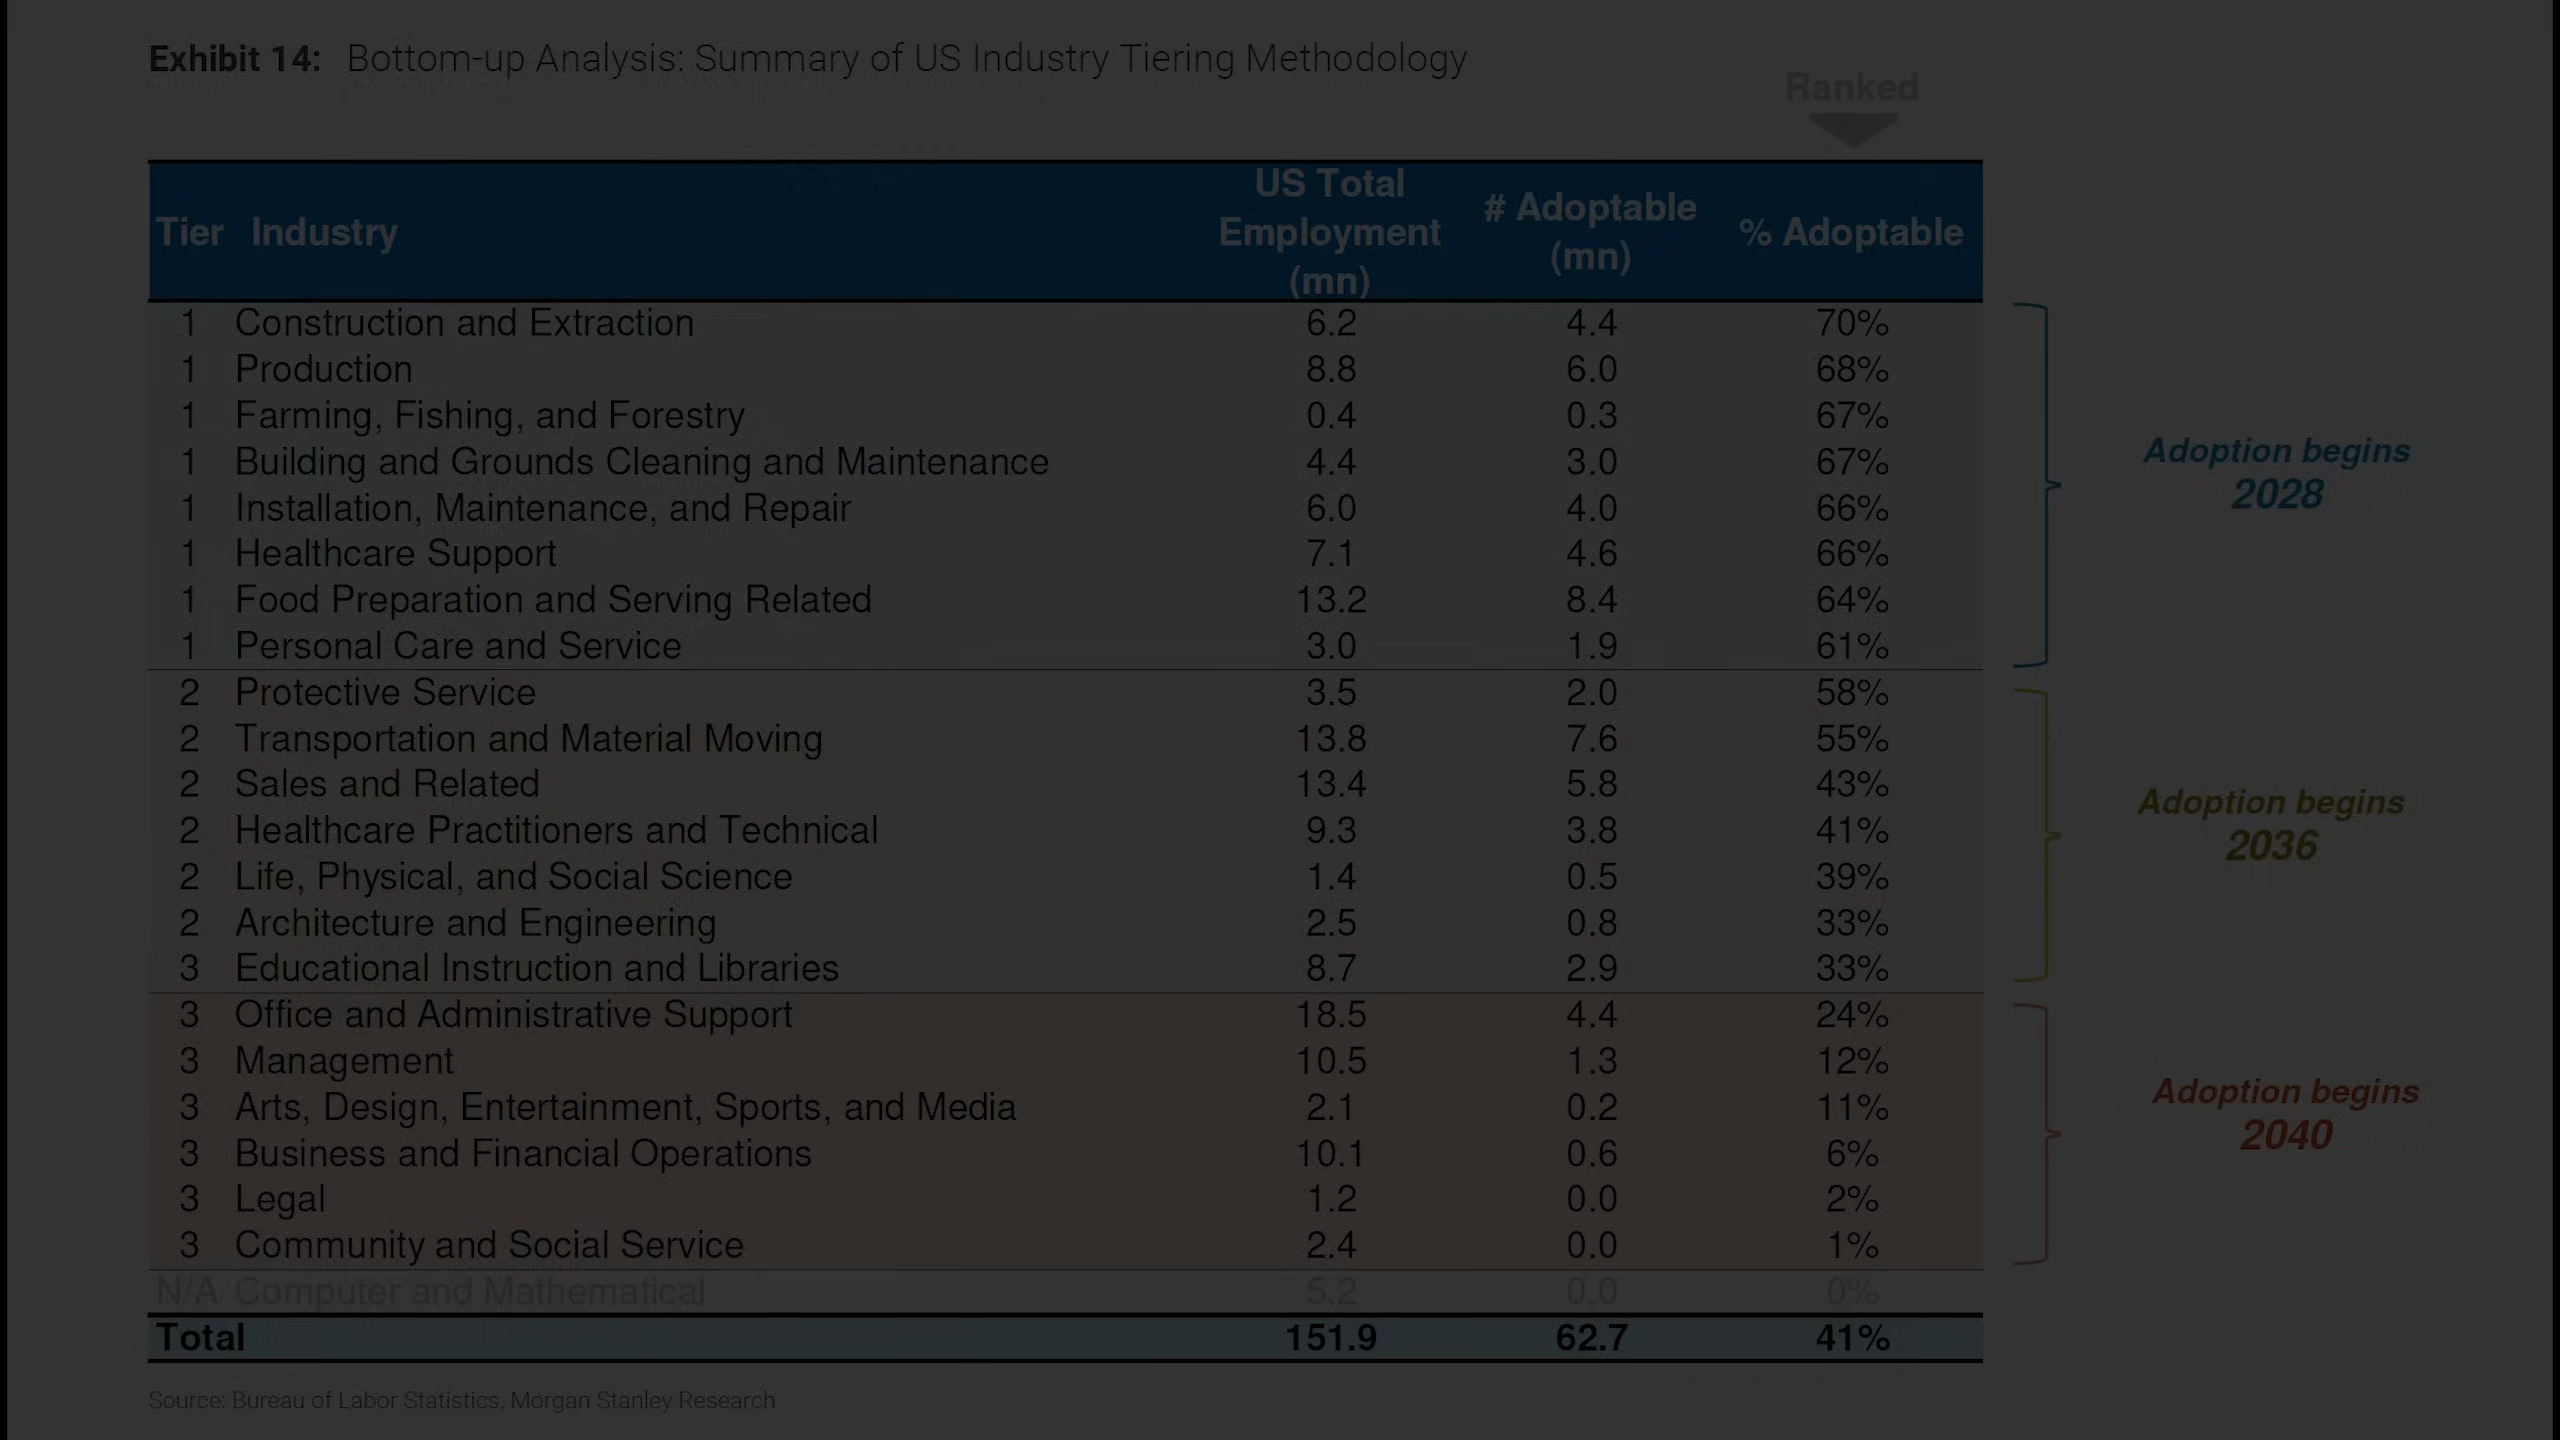 Exhibit 14: Bottom-up Analysis: Summary of US Industry Tiering Methodology
Ranked
Tier Industry US Total Employment (mn) # Adoptable (mn) % Adoptable
1 Construction and Extraction 6.2 4.4 70%
1 Production 8.8 6.0 68%
1 Farming, Fishing, and Forestry 0.4 0.3 67%
1 Building and Grounds Cleaning and Maintenance 4.4 3.0 67%
1 Installation, Maintenance, and Repair 6.0 4.0 66%
1 Healthcare Support 7.1 4.6 66%
1 Food Preparation and Serving Related 13.2 8.4 64%
1 Personal Care and Service 3.0 1.9 61%
Adoption begins
2028
2 Protective Service 3.5 2.0 58%
2 Transportation and Material Moving 13.8 7.6 55%
2 Sales and Related 13.4 5.8 43%
2 Healthcare Practitioners and Technical 9.3 3.8 41%
2 Life, Physical, and Social Science 1.4 0.5 39%
2 Architecture and Engineering 2.5 0.8 33%
3 Educational Instruction and Libraries 8.7 2.9 33%
Adoption begins
2036
3 Office and Administrative Support 18.5 4.4 24%
3 Management 10.5 1.3 12%
3 Arts, Design, Entertainment, Sports, and Media 2.1 0.2 11%
3 Business and Financial Operations 10.1 0.6 6%
3 Legal 1.2 0.0 2%
3 Community and Social Service 2.4 0.0 1%
Adoption begins
2040
N/A Computer and Mathematical 5.2 0.0 0%
Total 151.9 62.7 41%
Source: Bureau of Labor Statistics, Morgan Stanley Research